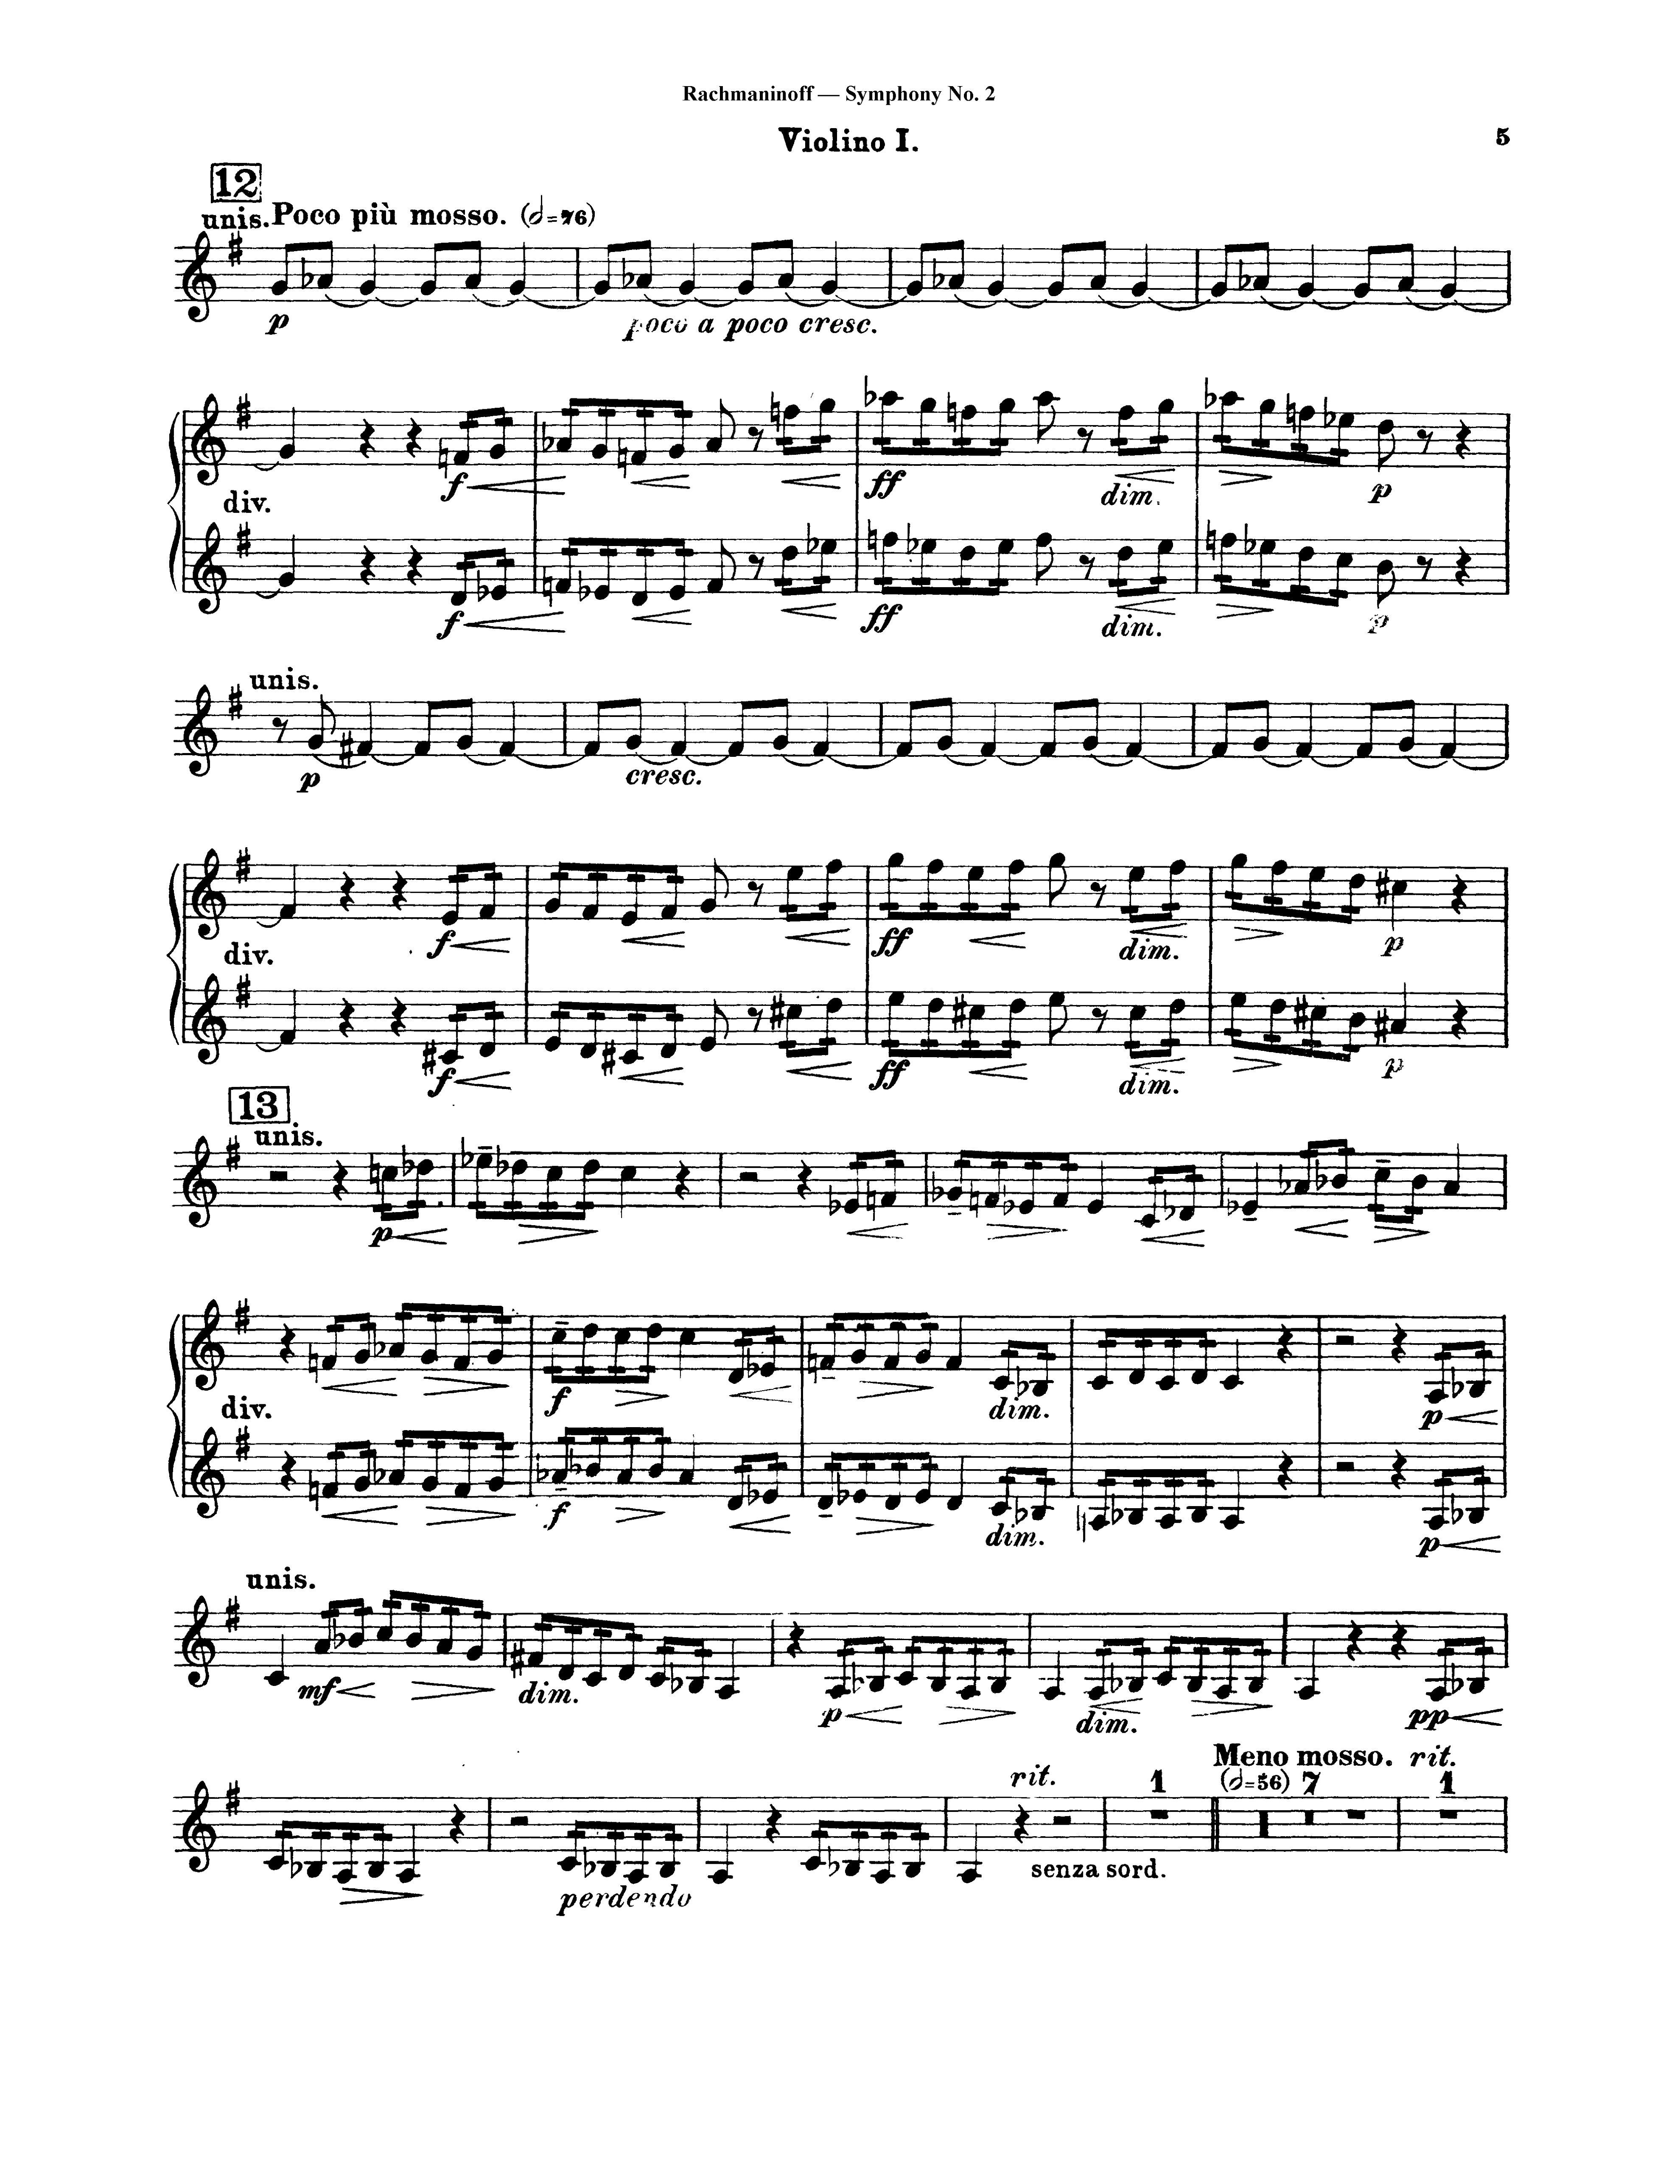 Rachmaninoff — Symphony No. 2
Violino I.
5
12
unis. Poco più mosso. (𝅗𝅥=76)
p
poco a poco cresc.
f ff dim. p
div.
f ff dim. p
unis.
p cresc.
f ff dim. p
div.
f ff dim. p
13
unis.
p
f dim. p
div.
f dim. p
unis.
mf dim. p dim. pp
Meno mosso. rit.
rit. 1 (𝅗𝅥=56) 7 1
senza sord.
perdendo